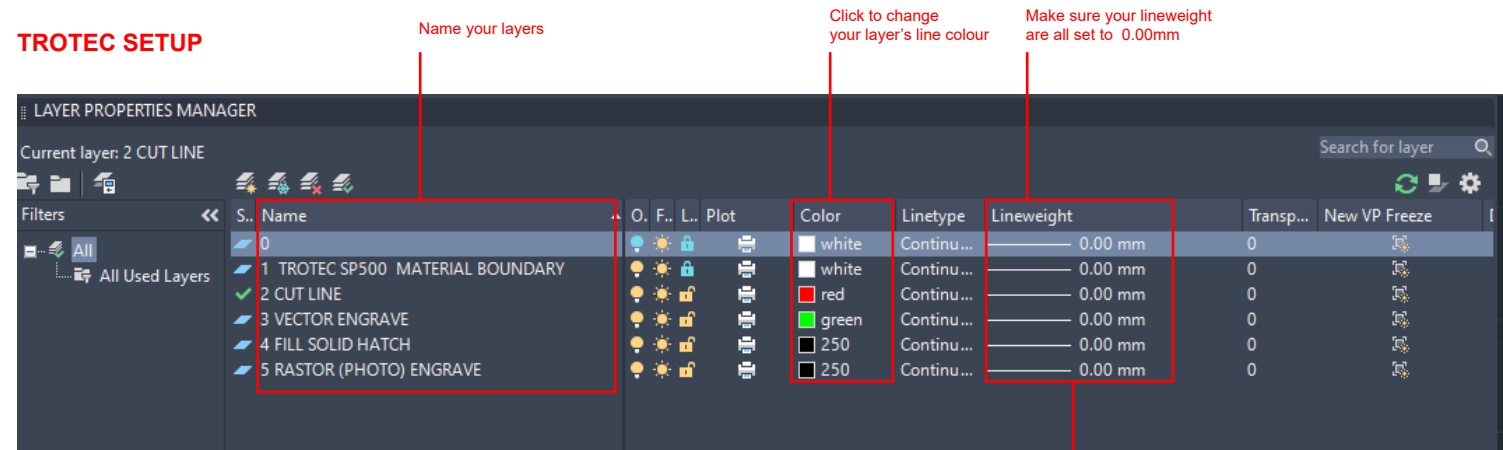 TROTEC SETUP
Name your layers
Click to change
your layer's line colour
Make sure your lineweight
are all set to 0.00mm
LAYER PROPERTIES MANAGER
Current layer: 2 CUT LINE
Search for layer
Filters
All
All Used Layers
S.. Name O. F.. L.. Plot Color Linetype Lineweight Transp... New VP Freeze
0 white Continu... 0.00 mm 0
1 TROTEC SP500 MATERIAL BOUNDARY white Continu... 0.00 mm 0
2 CUT LINE red Continu... 0.00 mm 0
3 VECTOR ENGRAVE green Continu... 0.00 mm 0
4 FILL SOLID HATCH 250 Continu... 0.00 mm 0
5 RASTOR (PHOTO) ENGRAVE 250 Continu... 0.00 mm 0